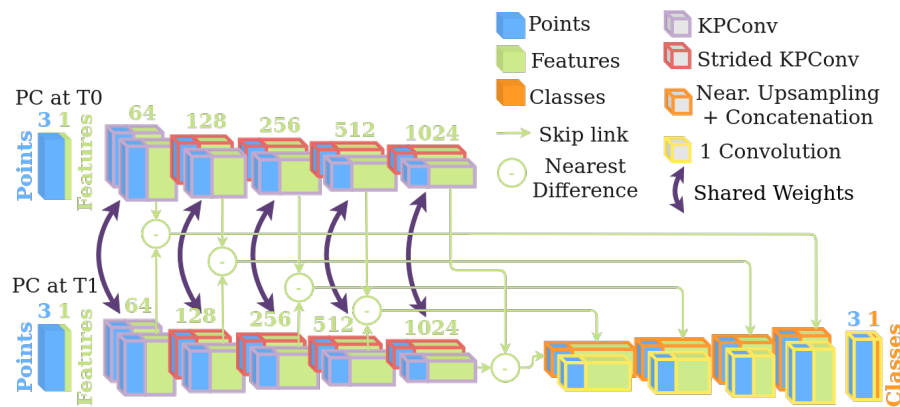 Points
Features
Classes
Skip link
-
Nearest
Difference
KPConv
Strided KPConv
Near. Upsampling
+ Concatenation
1 Convolution
Shared Weights
PC at T0
3 1
Points
Features
64
128
256
512
1024
-
-
-
-
PC at T1
3 1
Points
Features
64
128
256
512
1024
-
3 1
Classes